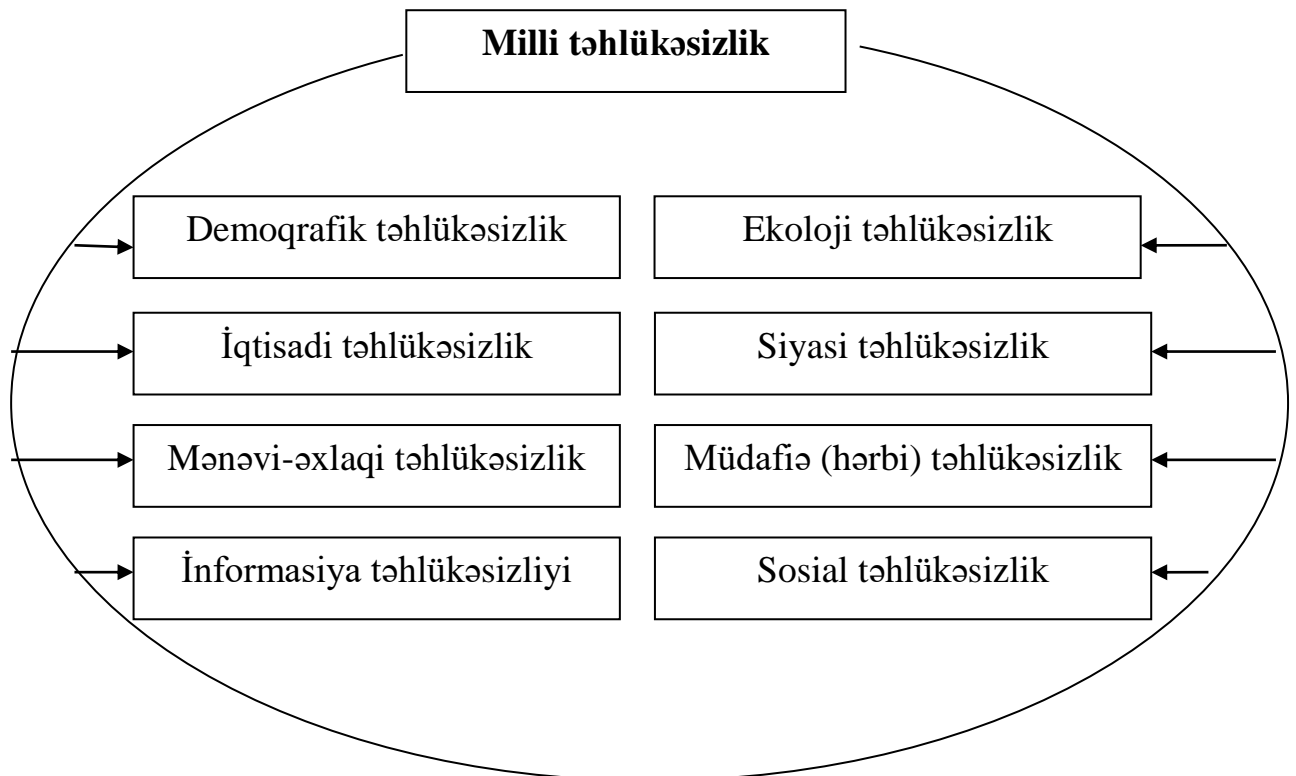 Milli təhlükəsizlik
Demoqrafik təhlükəsizlik
Ekoloji təhlükəsizlik
İqtisadi təhlükəsizlik
Siyasi təhlükəsizlik
Mənəvi-əxlaqi təhlükəsizlik
Müdafiə (hərbi) təhlükəsizlik
İnformasiya təhlükəsizliyi
Sosial təhlükəsizlik